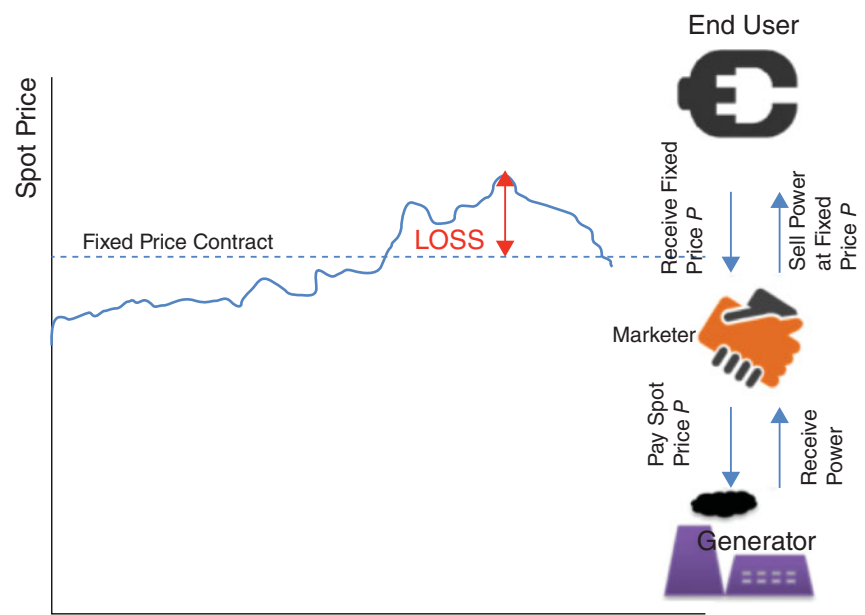 End User
Spot Price
Fixed Price Contract
LOSS
Receive Fixed
Price P
Sell Power
at Fixed
Price P
Marketer
Pay Spot
Price P
Receive
Power
Generator